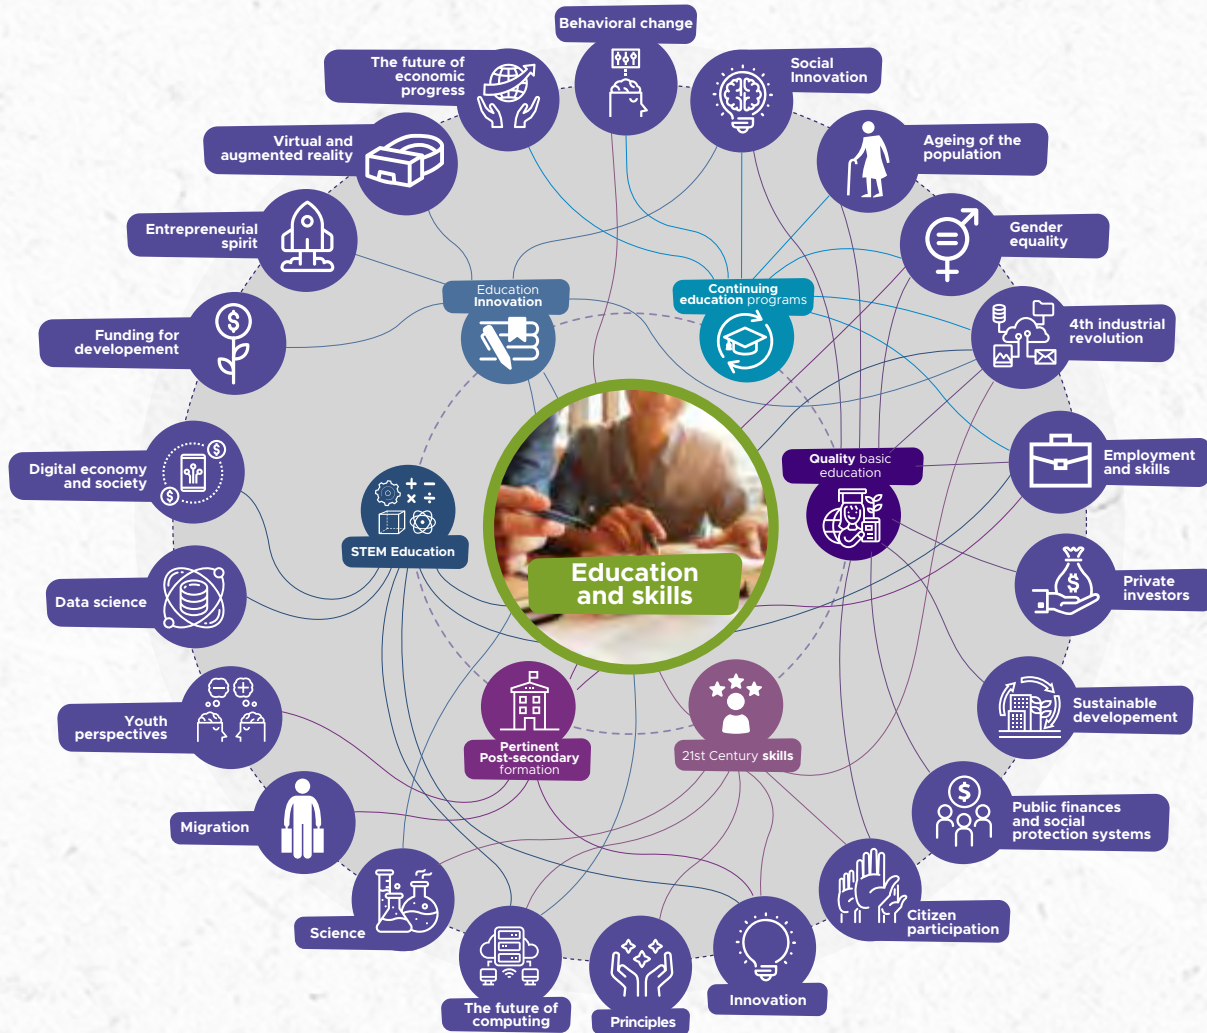 Behavioral change
The future of
economic
progress
Social
Innovation
Virtual and
augmented reality
Ageing of the
population
Entrepreneurial
spirit
Gender
equality
Education
Innovation
Continuing
education programs
Funding for
developement
4th industrial
revolution
Digital economy
and society
Quality basic
education
Employment
and skills
STEM Education
Education
and skills
Data science
Private
investors
Youth
perspectives
Sustainable
developement
Pertinent
Post-secondary
formation
21st Century skills
Migration
Public finances
and social
protection systems
Science
Citizen
participation
The future of
computing
Principles
Innovation